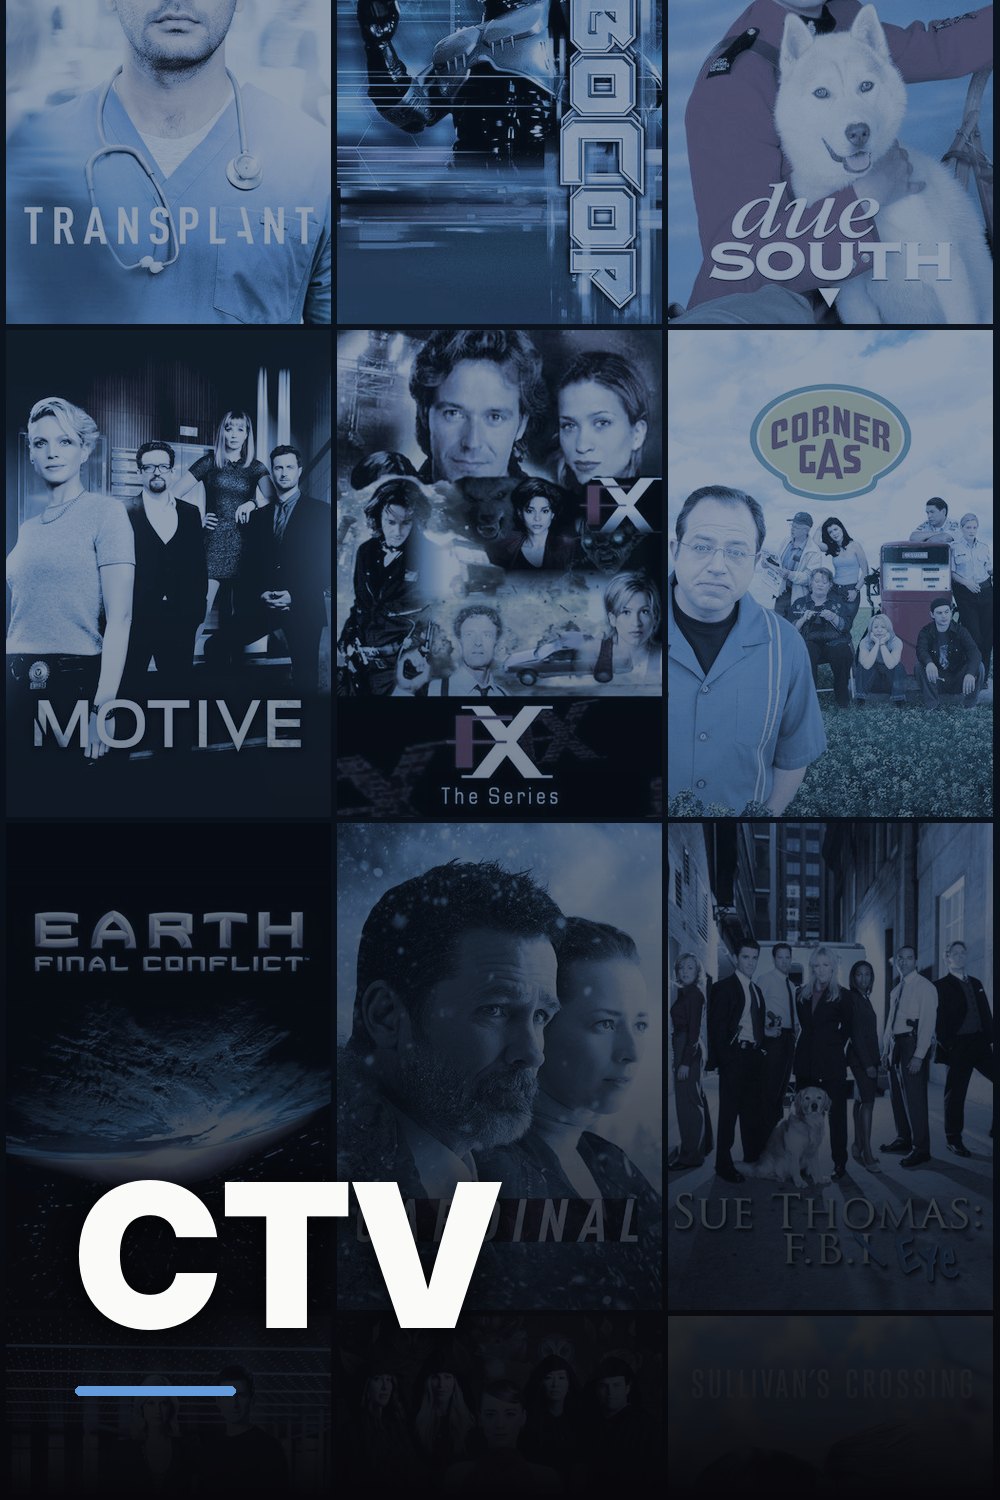 TRANSPLANT
BOCOP
due
SOUTH
MOTIVE
FX
FX
The Series
CORNER
GAS
EARTH
FINAL CONFLICT
CARDINAL
SUE THOMAS:
F.B.Eye
CTV
SULLIVAN'S CROSSING